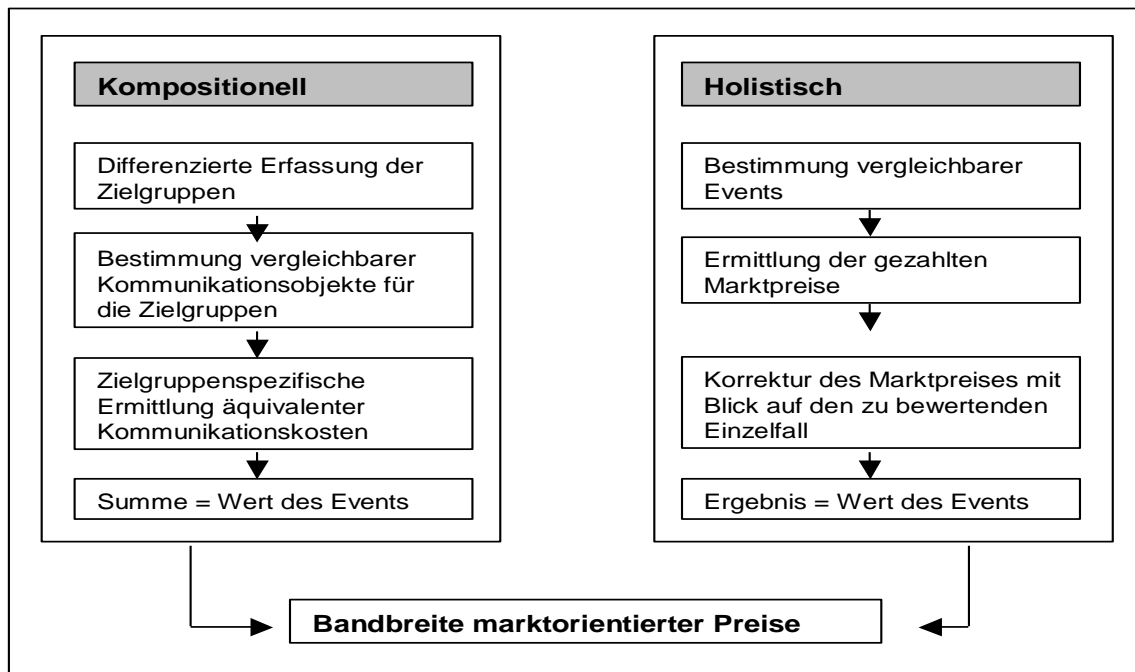 Kompositionell
Differenzierte Erfassung der
Zielgruppen
Bestimmung vergleichbarer
Kommunikationsobjekte für
die Zielgruppen
Zielgruppenspezifische
Ermittlung äquivalenter
Kommunikationskosten
Summe = Wert des Events
Holistisch
Bestimmung vergleichbarer
Events
Ermittlung der gezahlten
Marktpreise
Korrektur des Marktpreises mit
Blick auf den zu bewertenden
Einzelfall
Ergebnis = Wert des Events
Bandbreite marktorientierter Preise